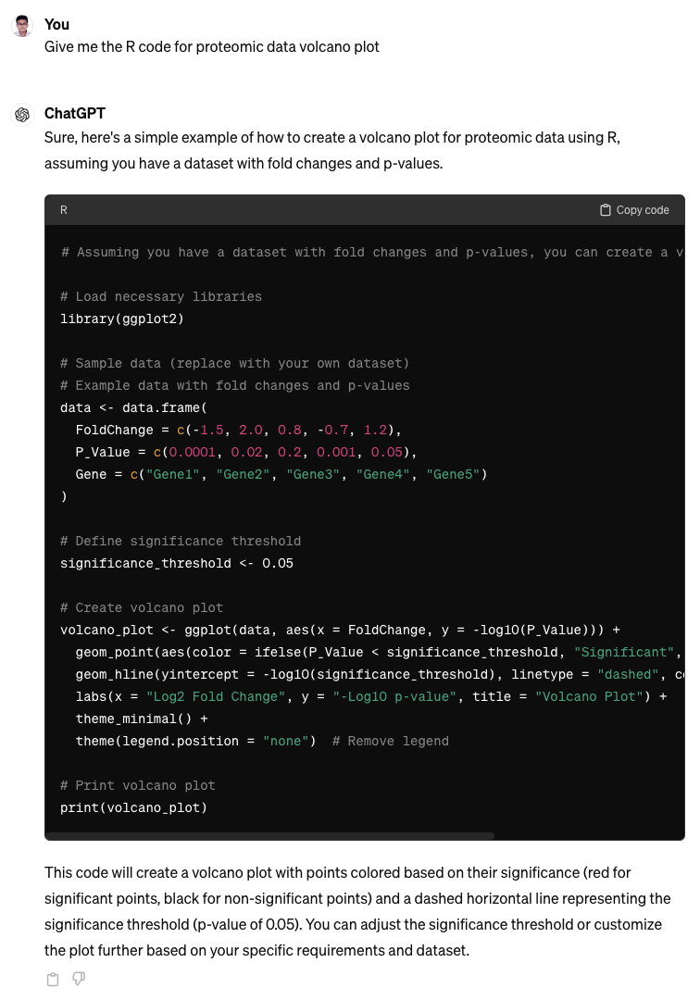 You
Give me the R code for proteomic data volcano plot
ChatGPT
Sure, here's a simple example of how to create a volcano plot for proteomic data using R,
assuming you have a dataset with fold changes and p-values.
R
Copy code
# Assuming you have a dataset with fold changes and p-values, you can create a v
# Load necessary libraries
library(ggplot2)
# Sample data (replace with your own dataset)
# Example data with fold changes and p-values
data <- data.frame(
  FoldChange = c(-1.5, 2.0, 0.8, -0.7, 1.2),
  P_Value = c(0.0001, 0.02, 0.2, 0.001, 0.05),
  Gene = c("Gene1", "Gene2", "Gene3", "Gene4", "Gene5")
)
# Define significance threshold
significance_threshold <- 0.05
# Create volcano plot
volcano_plot <- ggplot(data, aes(x = FoldChange, y = -log10(P_Value))) +
  geom_point(aes(color = ifelse(P_Value < significance_threshold, "Significant",
  geom_hline(yintercept = -log10(significance_threshold), linetype = "dashed", co
  labs(x = "Log2 Fold Change", y = "-Log10 p-value", title = "Volcano Plot") +
  theme_minimal() +
  theme(legend.position = "none")  # Remove legend
# Print volcano plot
print(volcano_plot)
This code will create a volcano plot with points colored based on their significance (red for
significant points, black for non-significant points) and a dashed horizontal line representing the
significance threshold (p-value of 0.05). You can adjust the significance threshold or customize
the plot further based on your specific requirements and dataset.